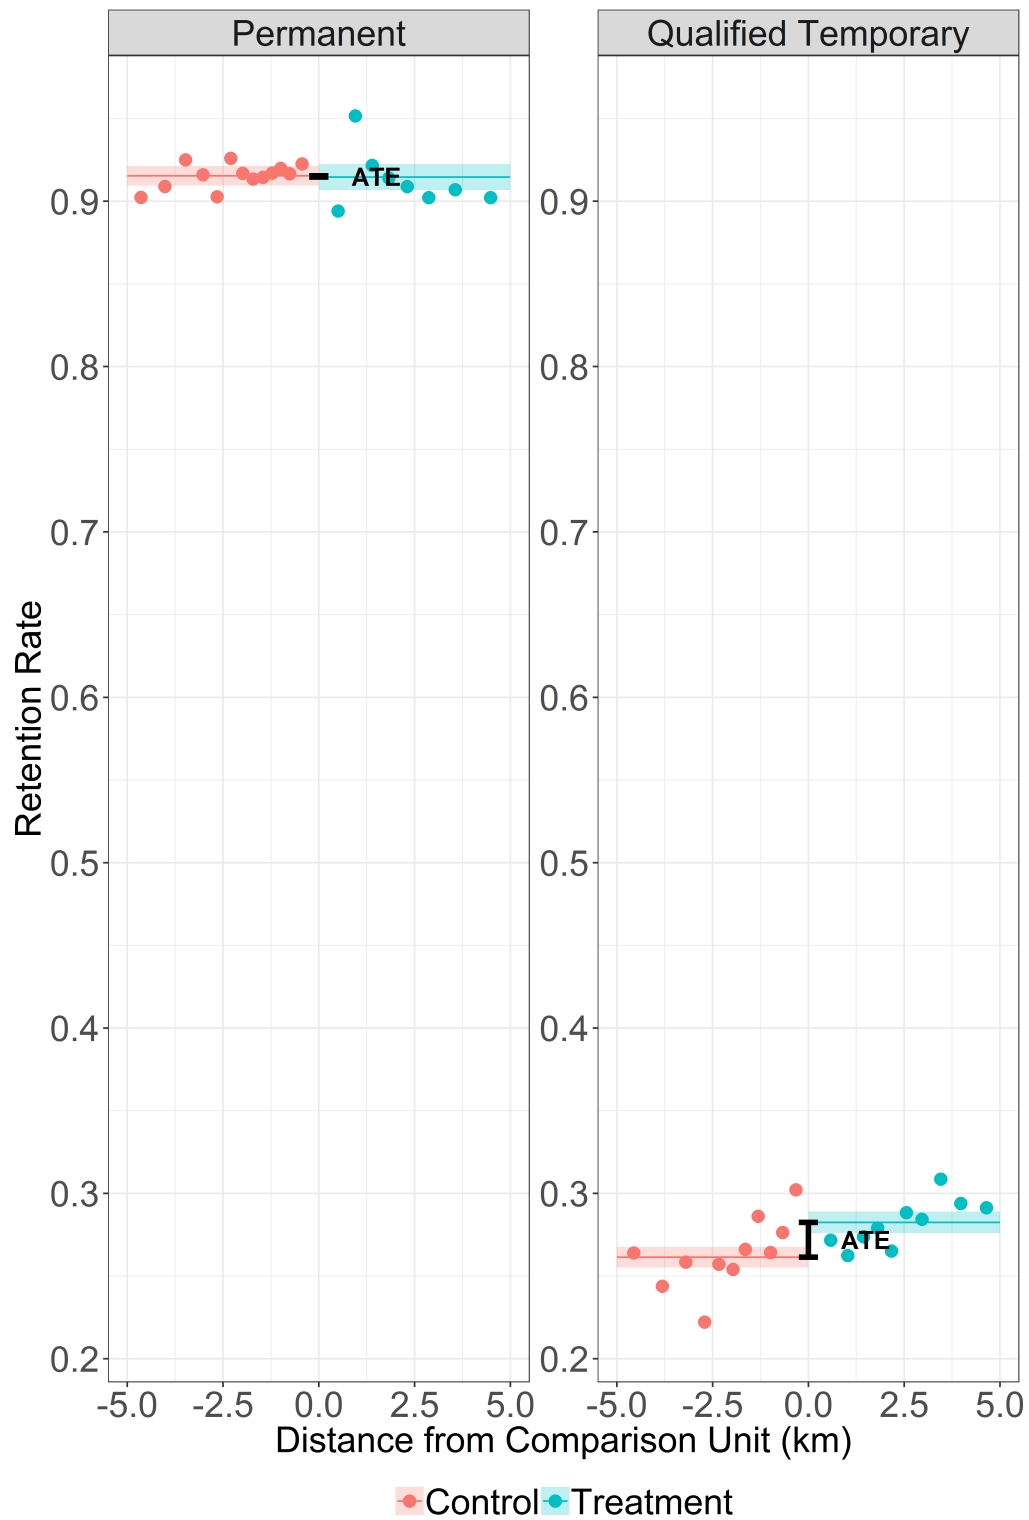 Permanent
Qualified Temporary
Retention Rate
0.9
0.8
0.7
0.6
0.5
0.4
0.3
0.2
ATE
-5.0 -2.5 0.0 2.5 5.0
0.9
0.8
0.7
0.6
0.5
0.4
0.3
0.2
ATE
-5.0 -2.5 0.0 2.5 5.0
Distance from Comparison Unit (km)
Control Treatment